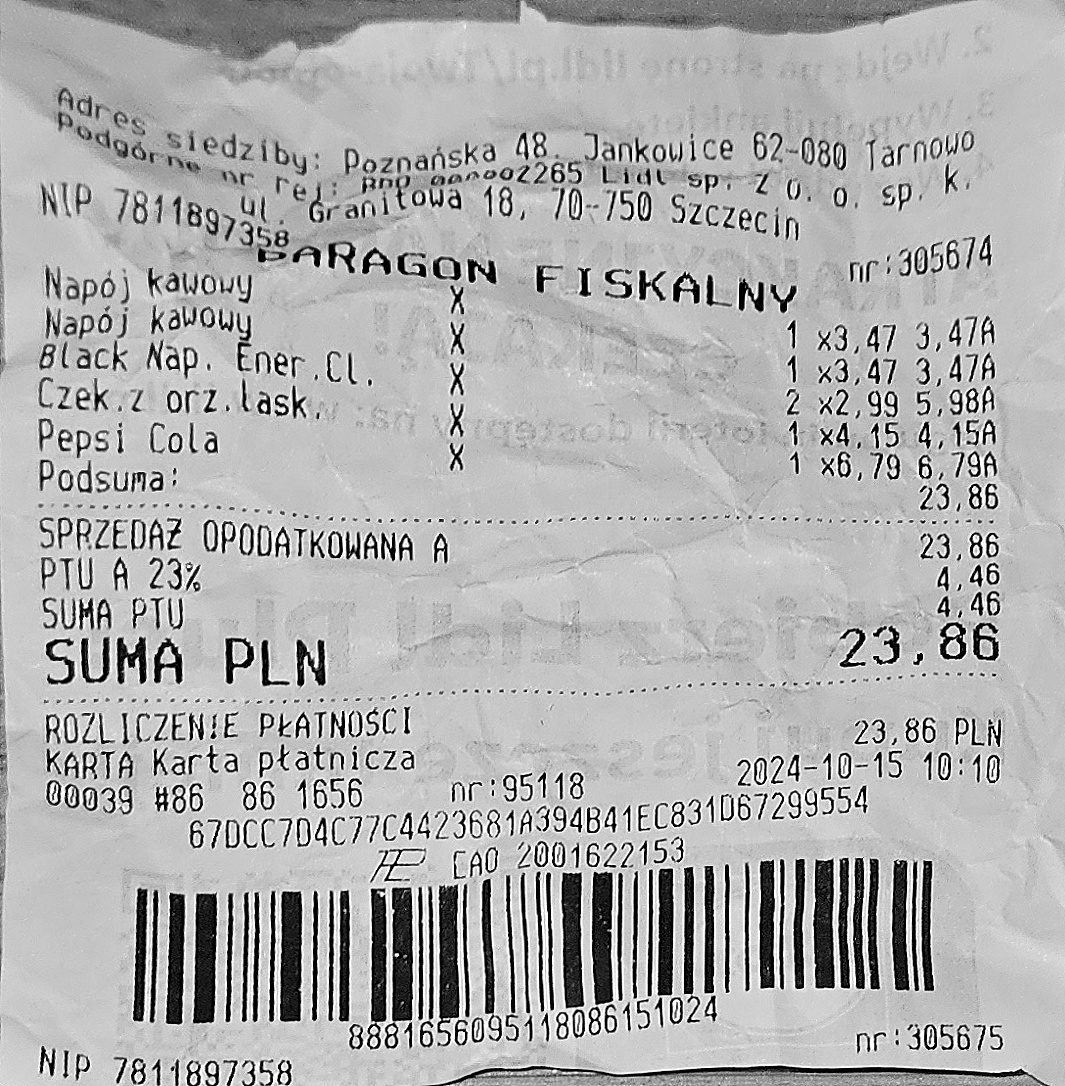 Adres siedziby: Poznańska 48, Jankowice 62-080 Tarnowo
Podgórne nr rej: BDO 000002265 Lidl sp. z o. o. sp. k.
ul. Granitowa 18, 70-750 Szczecin
NIP 7811897358 nr:305674
PARAGON FISKALNY
Napój kawowy X 1 x3,47 3,47A
Napój kawowy X 1 x3,47 3,47A
Black Nap. Ener.Cl. X 2 x2,99 5,98A
Czek.z orz.lask. X 1 x4,15 4,15A
Pepsi Cola X 1 x6,79 6,79A
Podsuma: 23,86
SPRZEDAŻ OPODATKOWANA A 23,86
PTU A 23% 4,46
SUMA PTU 4,46
SUMA PLN 23,86
ROZLICZENIE PŁATNOŚCI
KARTA Karta płatnicza 23,86 PLN
00039 #86 86 1656 nr:95118 2024-10-15 10:10
67DCC7D4C77C4423681A394B41EC831D67299554
CAO 2001622153
88816560951180861 51024
NIP 7811897358 nr:305675